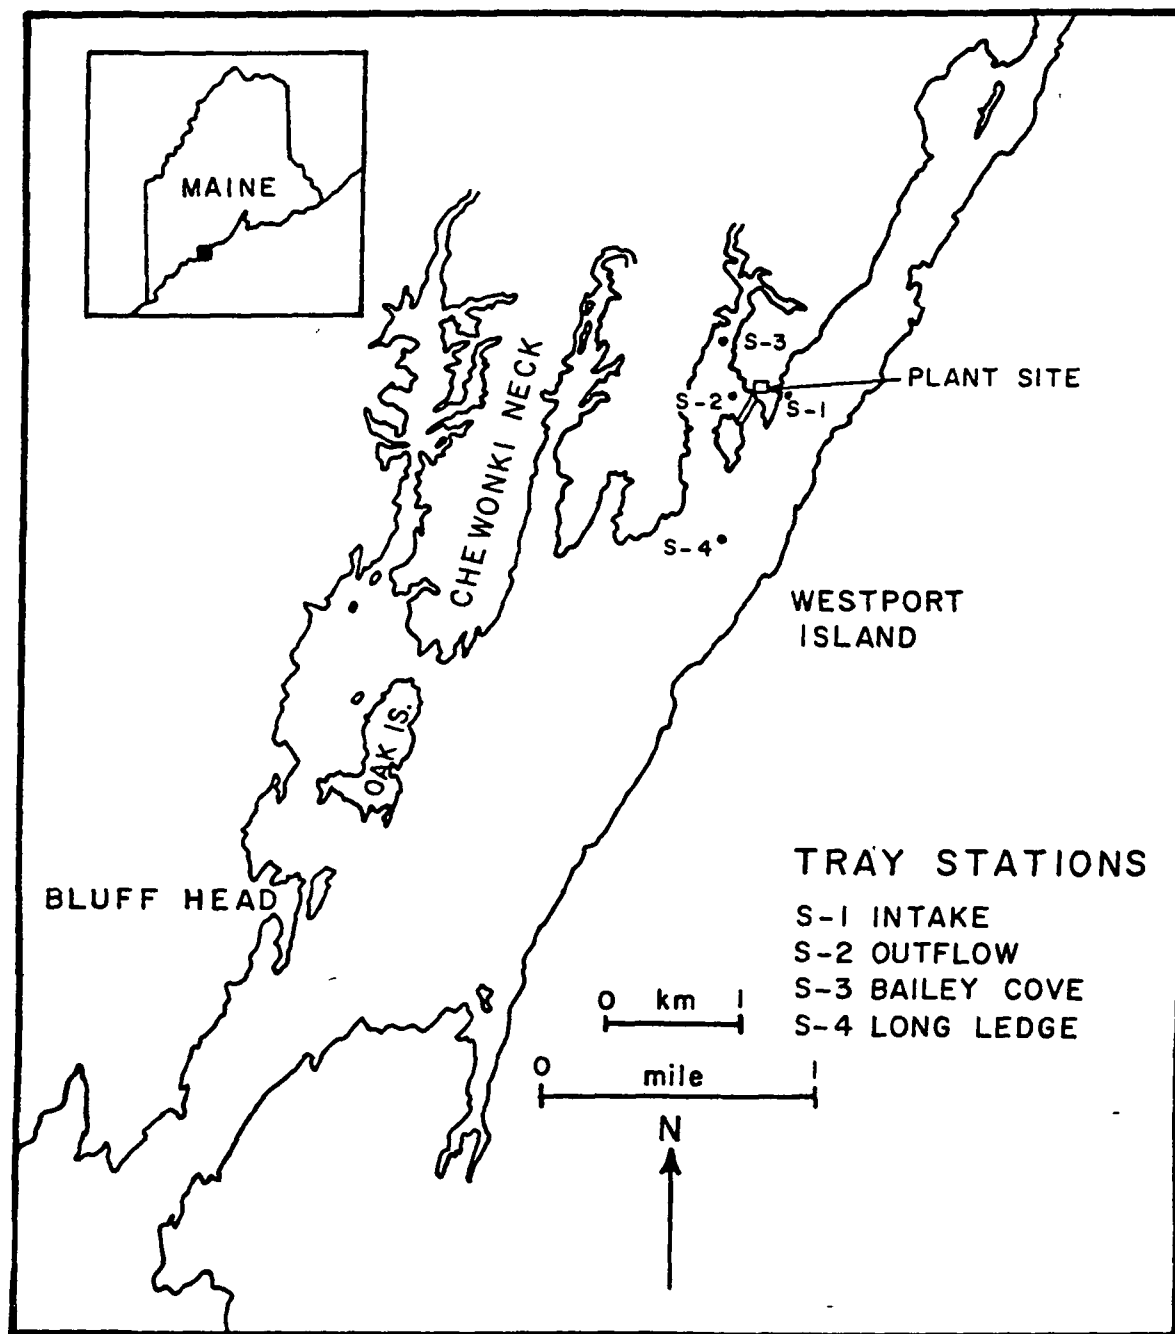 MAINE
CHEWONKI NECK
S-3
PLANT SITE
S-2
S-1
S-4
WESTPORT
ISLAND
OAK IS.
BLUFF HEAD
TRAY STATIONS
S-1 INTAKE
S-2 OUTFLOW
S-3 BAILEY COVE
S-4 LONG LEDGE
0 km 1
0 mile 1
N